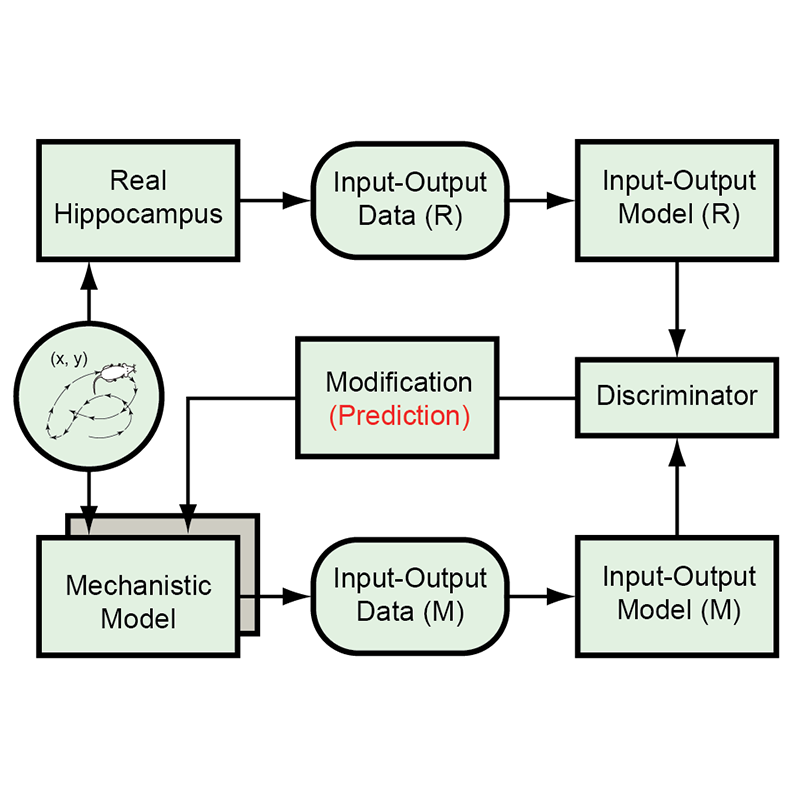 Real
Hippocampus
Input-Output
Data (R)
Input-Output
Model (R)
(x, y)
Modification
(Prediction)
Discriminator
Mechanistic
Model
Input-Output
Data (M)
Input-Output
Model (M)